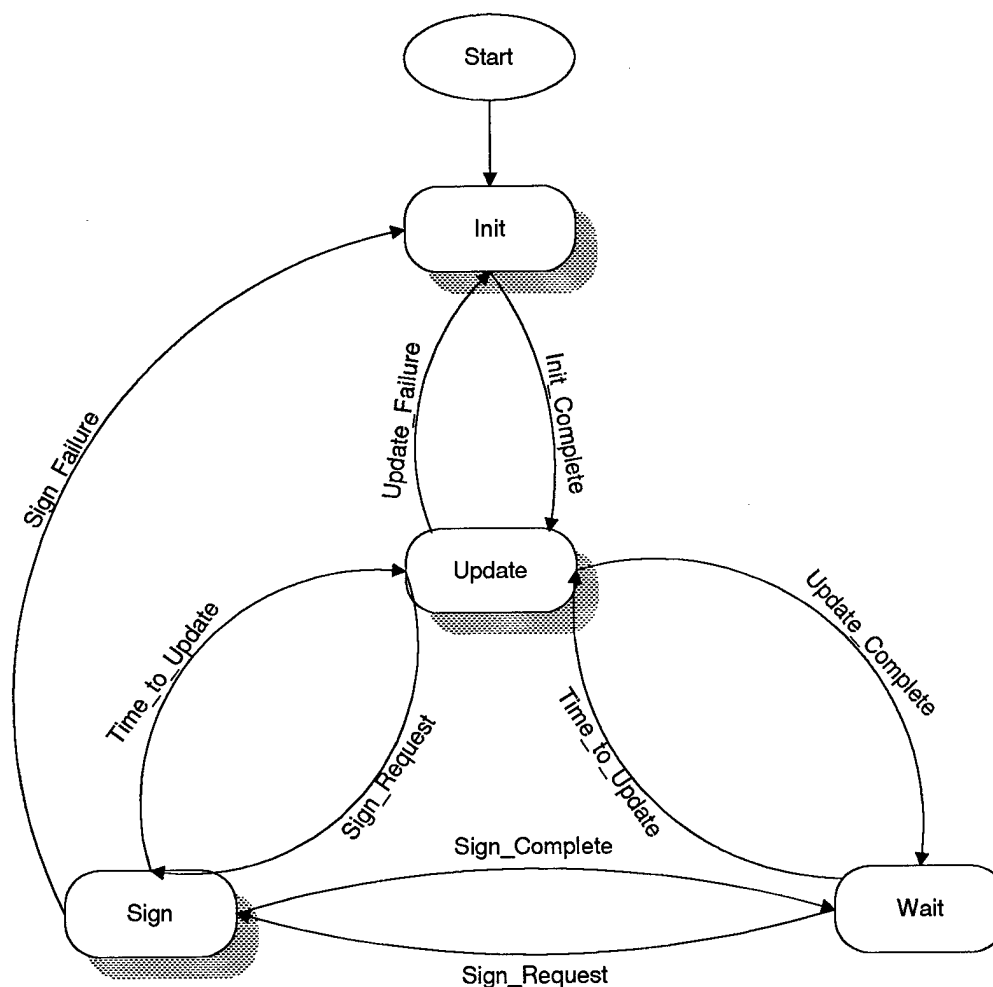 Start
Init
Sign_Failure
Update_Failure
Init_Complete
Update
Time_to_Update
Sign_Request
Time_to_Update
Update_Complete
Sign_Complete
Sign
Wait
Sign_Request